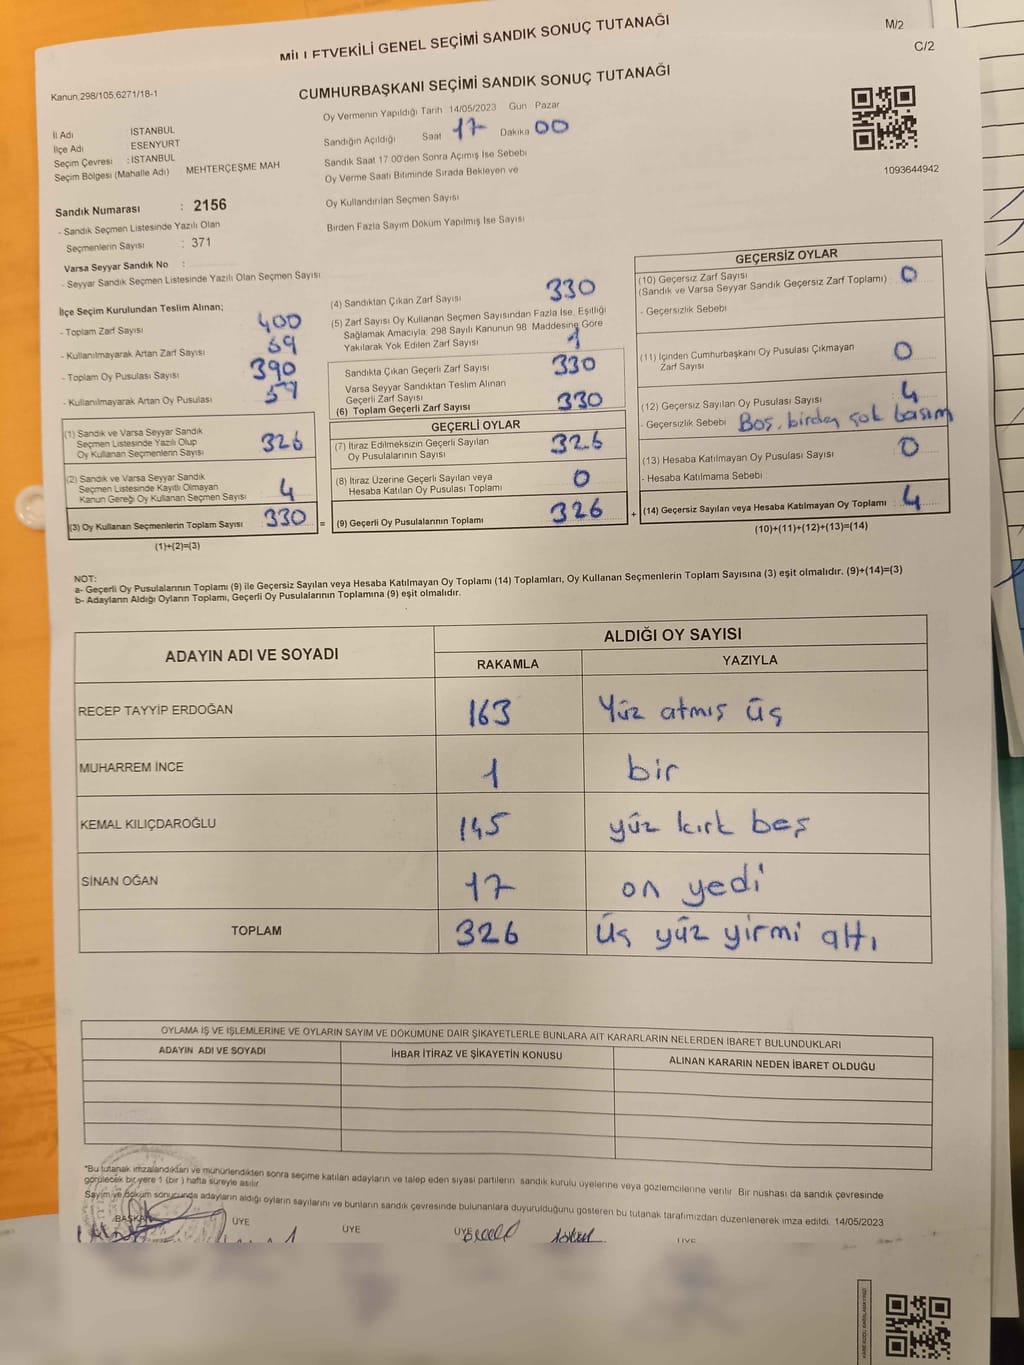 MİLLETVEKİLİ GENEL SEÇİMİ SANDIK SONUÇ TUTANAĞI
M/2
C/2
Kanun,298/105,6271/18-1
CUMHURBAŞKANI SEÇİMİ SANDIK SONUÇ TUTANAĞI
Oy Vermenin Yapıldığı Tarih 14/05/2023 Gün Pazar
İl Adı İSTANBUL
İlçe Adı ESENYURT
Seçim Çevresi : İSTANBUL
Seçim Bölgesi (Mahalle Adı) MEHTERÇEŞME MAH
Sandığın Açıldığı Saat 17 Dakika 00
Sandık Saat 17 00'den Sonra Açımış İse Sebebi
Oy Verme Saati Bitiminde Sırada Bekleyen ve
Oy Kullandırılan Seçmen Sayısı
Birden Fazla Sayım Döküm Yapılmış İse Sayısı
1093644942
Sandık Numarası : 2156
- Sandık Seçmen Listesinde Yazılı Olan
Seçmenlerin Sayısı : 371
Varsa Seyyar Sandık No :
- Seyyar Sandık Seçmen Listesinde Yazılı Olan Seçmen Sayısı
İlçe Seçim Kurulundan Teslim Alınan;
- Toplam Zarf Sayısı 400
- Kullanılmayarak Artan Zarf Sayısı 69
- Toplam Oy Pusulası Sayısı 390
- Kullanılmayarak Artan Oy Pusulası 59
(1) Sandık ve Varsa Seyyar Sandık
Seçmen Listesinde Yazılı Olup
Oy Kullanan Seçmenlerin Sayısı 326
(2) Sandık ve Varsa Seyyar Sandık
Seçmen Listesinde Kayıtlı Olmayan
Kanun Gereği Oy Kullanan Seçmen Sayısı 4
(3) Oy Kullanan Seçmenlerin Toplam Sayısı 330 =
(1)+(2)=(3)
(4) Sandıktan Çıkan Zarf Sayısı 330
(5) Zarf Sayısı Oy Kullanan Seçmen Sayısından Fazla İse, Eşitliği
Sağlamak Amacıyla; 298 Sayılı Kanunun 98 Maddesine Göre
Yakılarak Yok Edilen Zarf Sayısı 1
Sandıkta Çıkan Geçerli Zarf Sayısı 330
Varsa Seyyar Sandıktan Teslim Alınan
Geçerli Zarf Sayısı
(6) Toplam Geçerli Zarf Sayısı 330
GEÇERLİ OYLAR
(7) İtiraz Edilmeksizin Geçerli Sayılan
Oy Pusulalarının Sayısı 326
(8) İtiraz Üzerine Geçerli Sayılan veya
Hesaba Katılan Oy Pusulası Toplamı 0
(9) Geçerli Oy Pusulalarının Toplamı 326 +
GEÇERSİZ OYLAR
(10) Geçersiz Zarf Sayısı 0
(Sandık ve Varsa Seyyar Sandık Geçersiz Zarf Toplamı)
- Geçersizlik Sebebi
(11) İçinden Cumhurbaşkanı Oy Pusulası Çıkmayan
Zarf Sayısı 0
(12) Geçersiz Sayılan Oy Pusulası Sayısı 4
- Geçersizlik Sebebi Boş, birden çok basım
(13) Hesaba Katılmayan Oy Pusulası Sayısı 0
- Hesaba Katılmama Sebebi
(14) Geçersiz Sayılan veya Hesaba Katılmayan Oy Toplamı 4
(10)+(11)+(12)+(13)=(14)
NOT:
a- Geçerli Oy Pusulalarının Toplamı (9) ile Geçersiz Sayılan veya Hesaba Katılmayan Oy Toplamı (14) Toplamları, Oy Kullanan Seçmenlerin Toplam Sayısına (3) eşit olmalıdır. (9)+(14)=(3)
b- Adayların Aldığı Oyların Toplamı, Geçerli Oy Pusulalarının Toplamına (9) eşit olmalıdır.
ADAYIN ADI VE SOYADI
ALDIĞI OY SAYISI
RAKAMLA YAZIYLA
RECEP TAYYİP ERDOĞAN 163 Yüz atmış üç
MUHARREM İNCE 1 bir
KEMAL KILIÇDAROĞLU 145 yüz kırk beş
SİNAN OĞAN 17 on yedi
TOPLAM 326 üç yüz yirmi altı
OYLAMA İŞ VE İŞLEMLERİNE VE OYLARIN SAYIM VE DÖKÜMÜNE DAİR ŞİKAYETLERLE BUNLARA AİT KARARLARIN NELERDEN İBARET BULUNDUKLARI
ADAYIN ADI VE SOYADI İHBAR İTİRAZ VE ŞİKAYETİN KONUSU ALINAN KARARIN NEDEN İBARET OLDUĞU
"Bu tutanak imzalandıktan ve mühürlendikten sonra seçime katılan adayların ve talep eden siyasi partilerin sandık kurulu üyelerine veya gözlemcilerine verilir Bir nüshası da sandık çevresinde
görülecek bir yere 1 (bir ) hafta süreyle asılır.
Sayım ve döküm sonucunda adayların aldığı oyların sayılarını ve bunların sandık çevresinde bulunanlara duyurulduğunu gösteren bu tutanak tarafımızdan düzenlenerek imza edildi. 14/05/2023
BAŞKAN ÜYE ÜYE ÜYE ÜYE